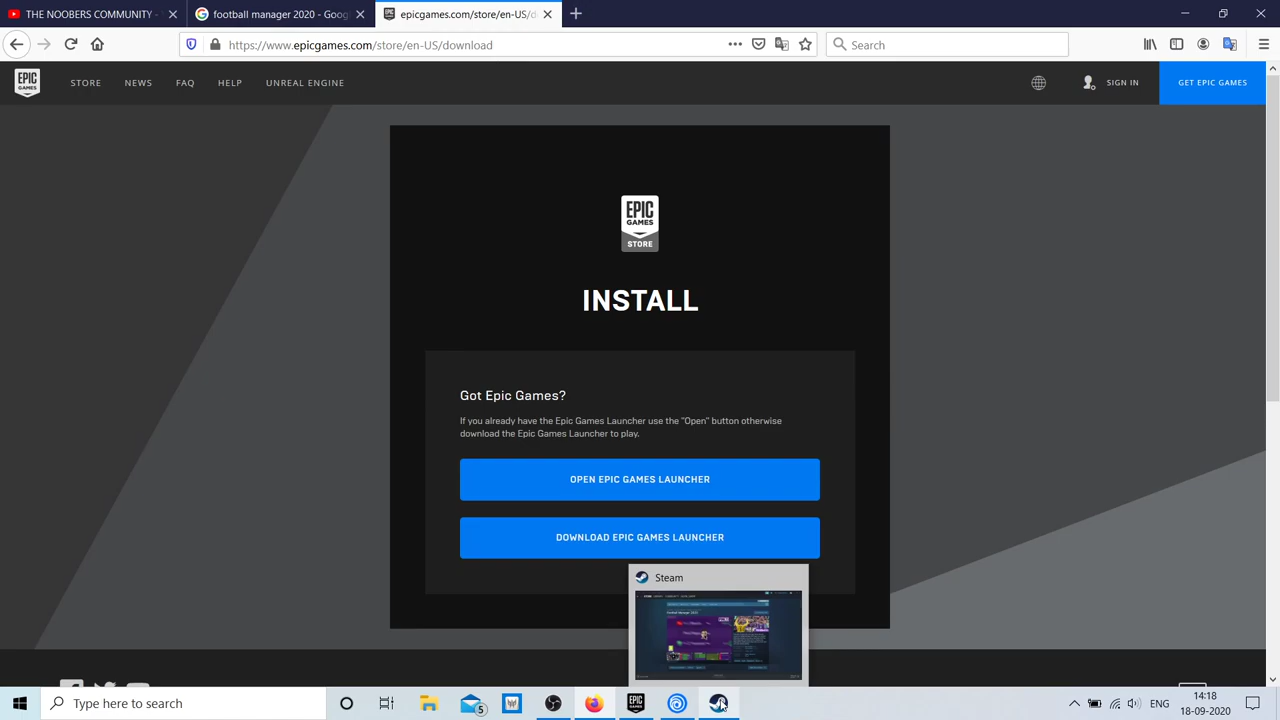 THE NOOBERS COMMUNITY -
football manager 2020 - Goog
epicgames.com/store/en-US/d
https://www.epicgames.com/store/en-US/download
Search
EPIC GAMES
STORE
NEWS
FAQ
HELP
UNREAL ENGINE
SIGN IN
GET EPIC GAMES
EPIC
GAMES
STORE
INSTALL
Got Epic Games?
If you already have the Epic Games Launcher use the "Open" button otherwise
download the Epic Games Launcher to play.
OPEN EPIC GAMES LAUNCHER
DOWNLOAD EPIC GAMES LAUNCHER
Steam
Type here to search
5
EPIC
ENG
14:18
18-09-2020